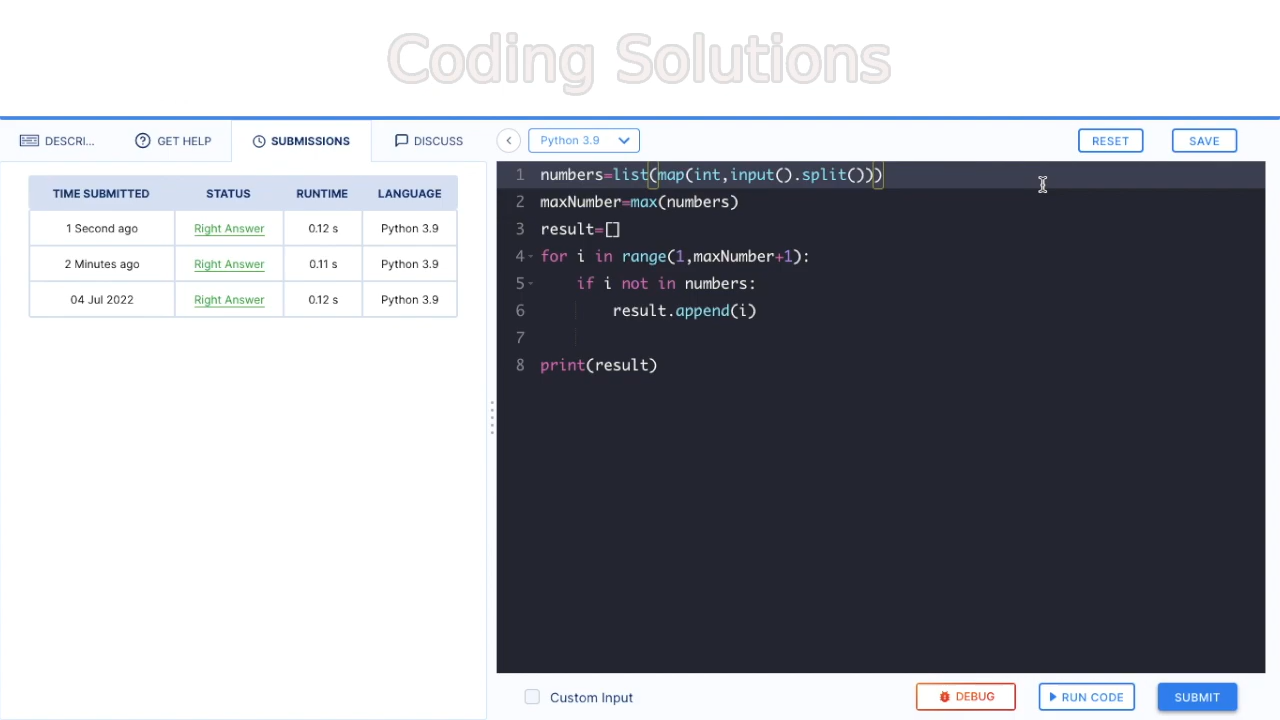 Coding Solutions
DESCRI... GET HELP SUBMISSIONS DISCUSS Python 3.9 RESET SAVE
TIME SUBMITTED STATUS RUNTIME LANGUAGE
1 Second ago Right Answer 0.12 s Python 3.9
2 Minutes ago Right Answer 0.11 s Python 3.9
04 Jul 2022 Right Answer 0.12 s Python 3.9
1 numbers=list(map(int,input().split()))
2 maxNumber=max(numbers)
3 result=[]
4 for i in range(1,maxNumber+1):
5 if i not in numbers:
6 result.append(i)
7
8 print(result)
Custom Input DEBUG RUN CODE SUBMIT